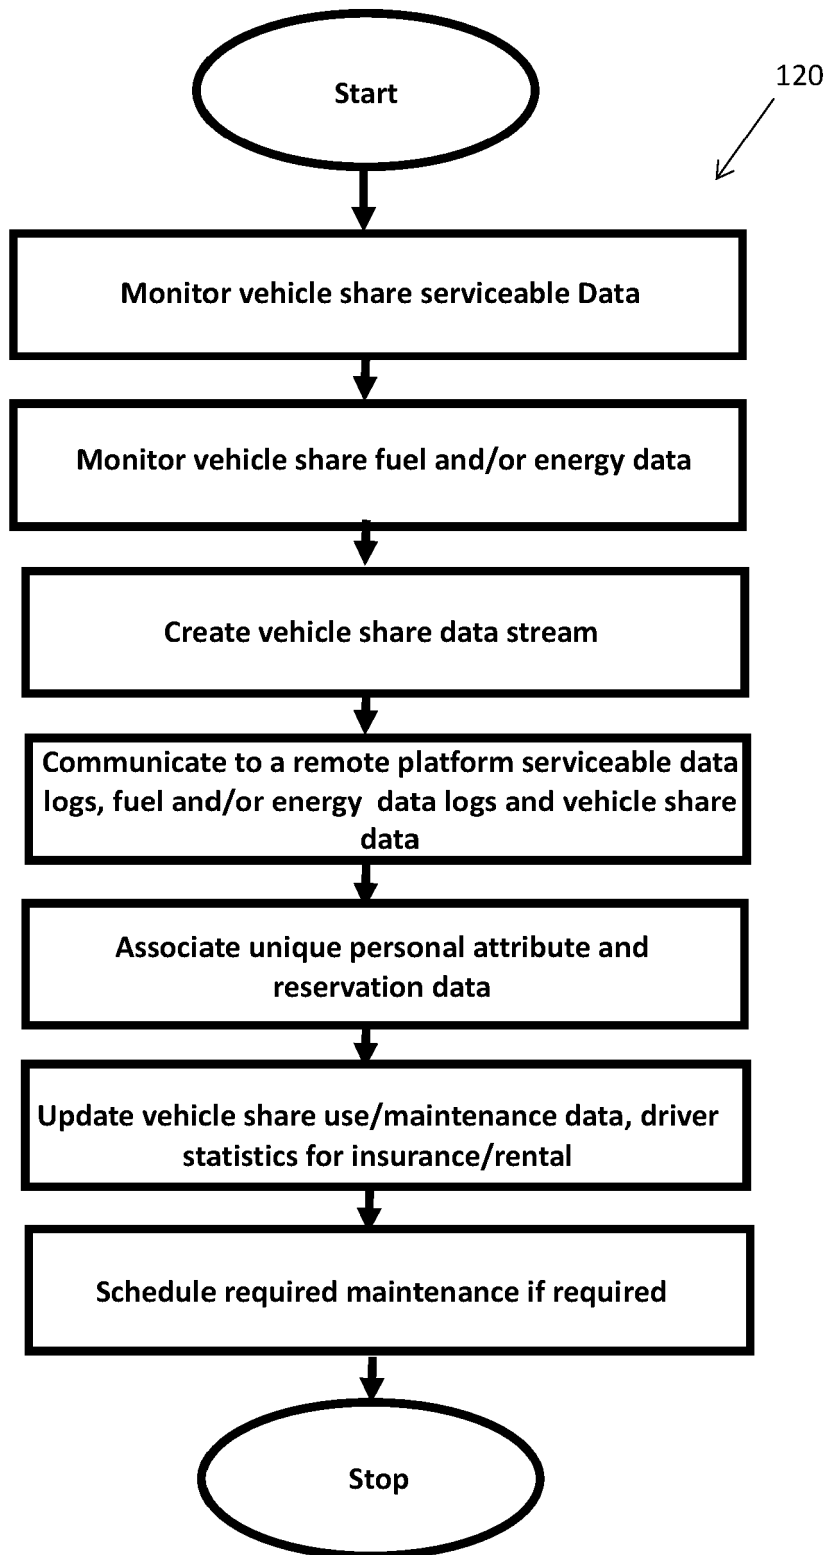 Start
120
Monitor vehicle share serviceable Data
Monitor vehicle share fuel and/or energy data
Create vehicle share data stream
Communicate to a remote platform serviceable data
logs, fuel and/or energy data logs and vehicle share
data
Associate unique personal attribute and
reservation data
Update vehicle share use/maintenance data, driver
statistics for insurance/rental
Schedule required maintenance if required
Stop